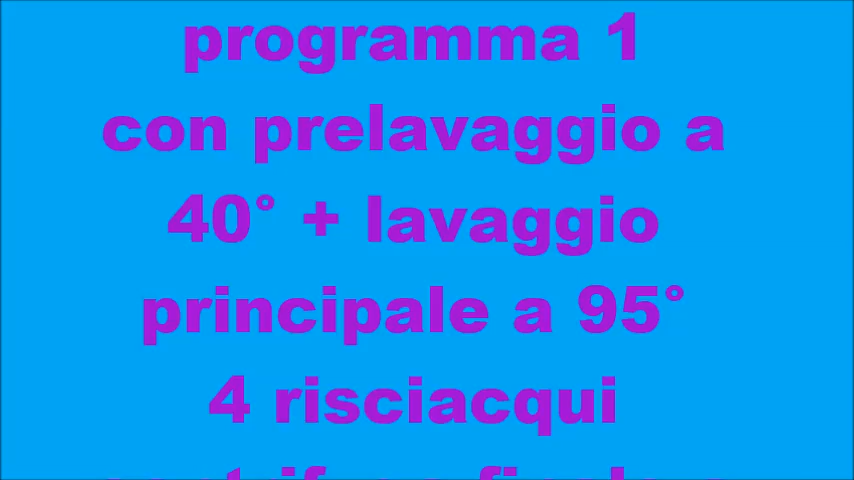 programma 1
con prelavaggio a
40° + lavaggio
principale a 95°
4 risciacqui